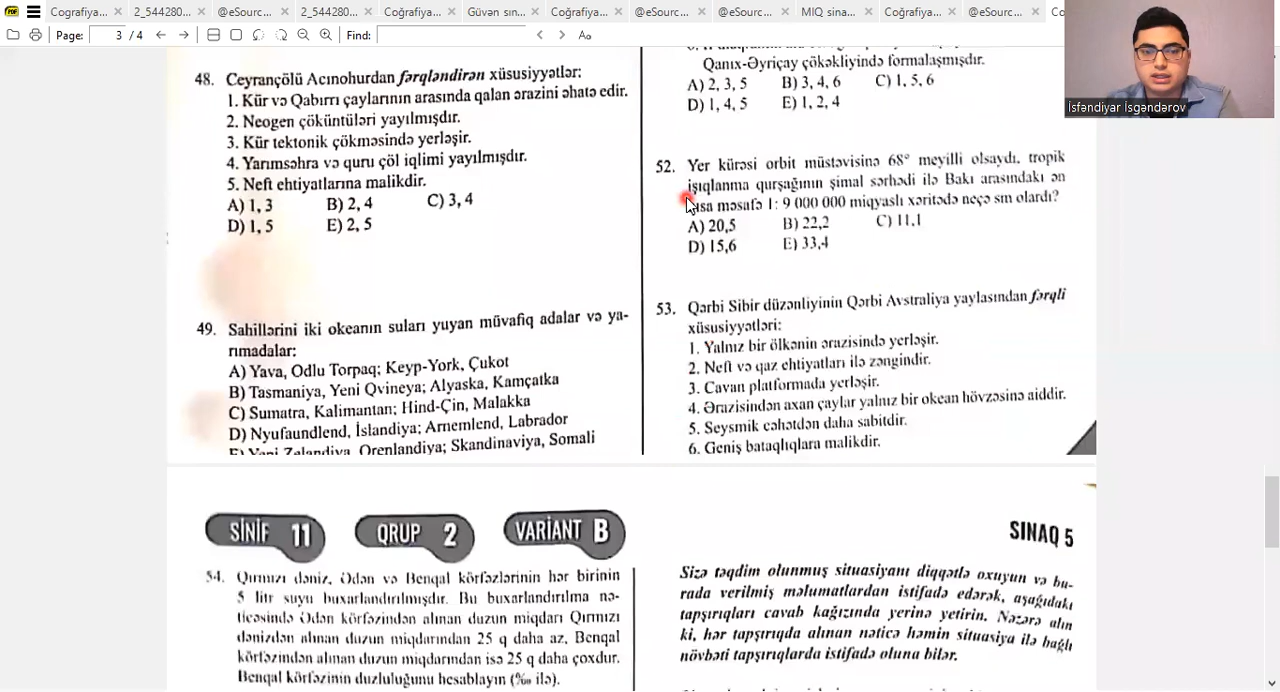 Cografiya...
2_544280...
@eSourc...
2_544280...
Coğrafiya...
Güvən sın...
Coğrafiya...
@eSourc...
@eSourc...
MIQ sina...
Coğrafiya...
@eSourc...
Co
Page: 3 / 4
Find:
İsfəndiyar İsgəndərov
48. Ceyrançölü Acınohurdan fərqləndirən xüsusiyyətlər:
1. Kür və Qabırrı çaylarının arasında qalan ərazini əhatə edir.
2. Neogen çöküntüləri yayılmışdır.
3. Kür tektonik çökməsində yerləşir.
4. Yarımsəhra və quru çöl iqlimi yayılmışdır.
5. Neft ehtiyatlarına malikdir.
A) 1, 3 B) 2, 4 C) 3, 4
D) 1, 5 E) 2, 5
49. Sahillərini iki okeanın suları yuyan müvafiq adalar və ya-
rımadalar:
A) Yava, Odlu Torpaq; Keyp-York, Çukot
B) Tasmaniya, Yeni Qvineya; Alyaska, Kamçatka
C) Sumatra, Kalimantan; Hind-Çin, Malakka
D) Nyufaundlend, İslandiya; Arnemlend, Labrador
E) Yeni Zelandiya, Qrenlandiya; Skandinaviya, Somali
Qanıx-Əyriçay çökəkliyində formalaşmışdır.
A) 2, 3, 5 B) 3, 4, 6 C) 1, 5, 6
D) 1, 4, 5 E) 1, 2, 4
52. Yer kürəsi orbit müstəvisinə 68° meyilli olsaydı, tropik
işıqlanma qurşağının şimal sərhədi ilə Bakı arasındakı ən
qısa məsafə 1: 9 000 000 miqyaslı xəritədə neçə sm olardı?
A) 20,5 B) 22,2 C) 11,1
D) 15,6 E) 33,4
53. Qərbi Sibir düzənliyinin Qərbi Avstraliya yaylasından fərqli
xüsusiyyətləri:
1. Yalnız bir ölkənin ərazisində yerləşir.
2. Neft və qaz ehtiyatları ilə zəngindir.
3. Cavan platformada yerləşir.
4. Ərazisindən axan çaylar yalnız bir okean hövzəsinə aiddir.
5. Seysmik cəhətdən daha sabitdir.
6. Geniş bataqlıqlara malikdir.
SİNİF 11 QRUP 2 VARİANT B
SINAQ 5
54. Qırmızı dəniz, Ədən və Benqal körfəzlərinin hər birinin
5 litr suyu buxarlandırılmışdır. Bu buxarlandırılma nə-
ticəsində Ədən körfəzindən alınan duzun miqdarı Qırmızı
dənizdən alınan duzun miqdarından 25 q daha az, Benqal
körfəzindən alınan duzun miqdarından isə 25 q daha çoxdur.
Benqal körfəzinin duzluluğunu hesablayın (‰ ilə).
Sizə təqdim olunmuş situasiyanı diqqətlə oxuyun və bu-
rada verilmiş məlumatlardan istifadə edərək, aşağıdakı
tapşırıqları cavab kağızında yerinə yetirin. Nəzərə alın
ki, hər tapşırıqda alınan nəticə həmin situasiya ilə bağlı
növbəti tapşırıqlarda istifadə oluna bilər.